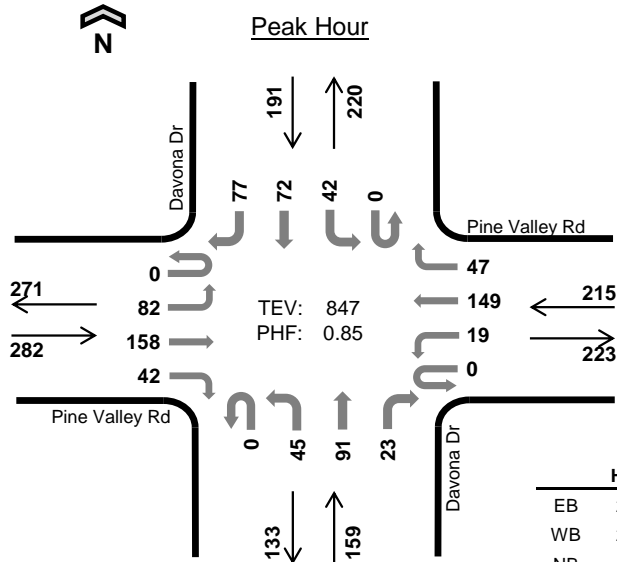 Peak Hour
N
191
220
Davona Dr
77
72
42
0
Pine Valley Rd
0
47
271
82
TEV: 847
149
215
282
158
PHF: 0.85
19
223
42
0
Pine Valley Rd
0
45
91
23
Davona Dr
133
159
EB
WB